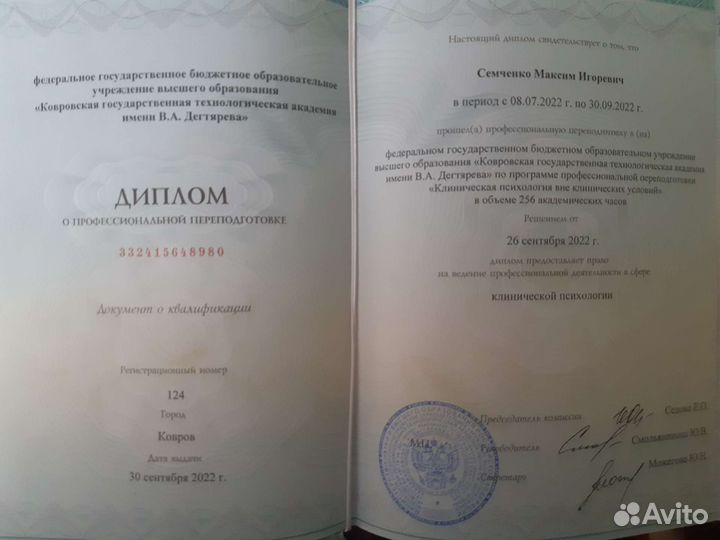 федеральное государственное бюджетное образовательное
учреждение высшего образования
«Ковровская государственная технологическая академия
имени В.А. Дегтярева»
ДИПЛОМ
О ПРОФЕССИОНАЛЬНОЙ ПЕРЕПОДГОТОВКЕ
332415648980
Документ о квалификации
Регистрационный номер
124
Город
Ковров
Дата выдачи
30 сентября 2022 г.
Настоящий диплом свидетельствует о том, что
Семченко Максим Игоревич
в период с 08.07.2022 г. по 30.09.2022 г.
прошел(а) профессиональную переподготовку в (на)
федеральном государственном бюджетном образовательном учреждении
высшего образования «Ковровская государственная технологическая академия
имени В.А. Дегтярева» по программе профессиональной переподготовки
«Клиническая психология вне клинических условий»
в объеме 256 академических часов
Решением от
26 сентября 2022 г.
диплом предоставляет право
на ведение профессиональной деятельности в сфере
клинической психологии
Председатель комиссии Седова Е.О.
М.П. Руководитель Смольянинова Ю.В.
Секретарь Можегова Ю.Н.
Avito